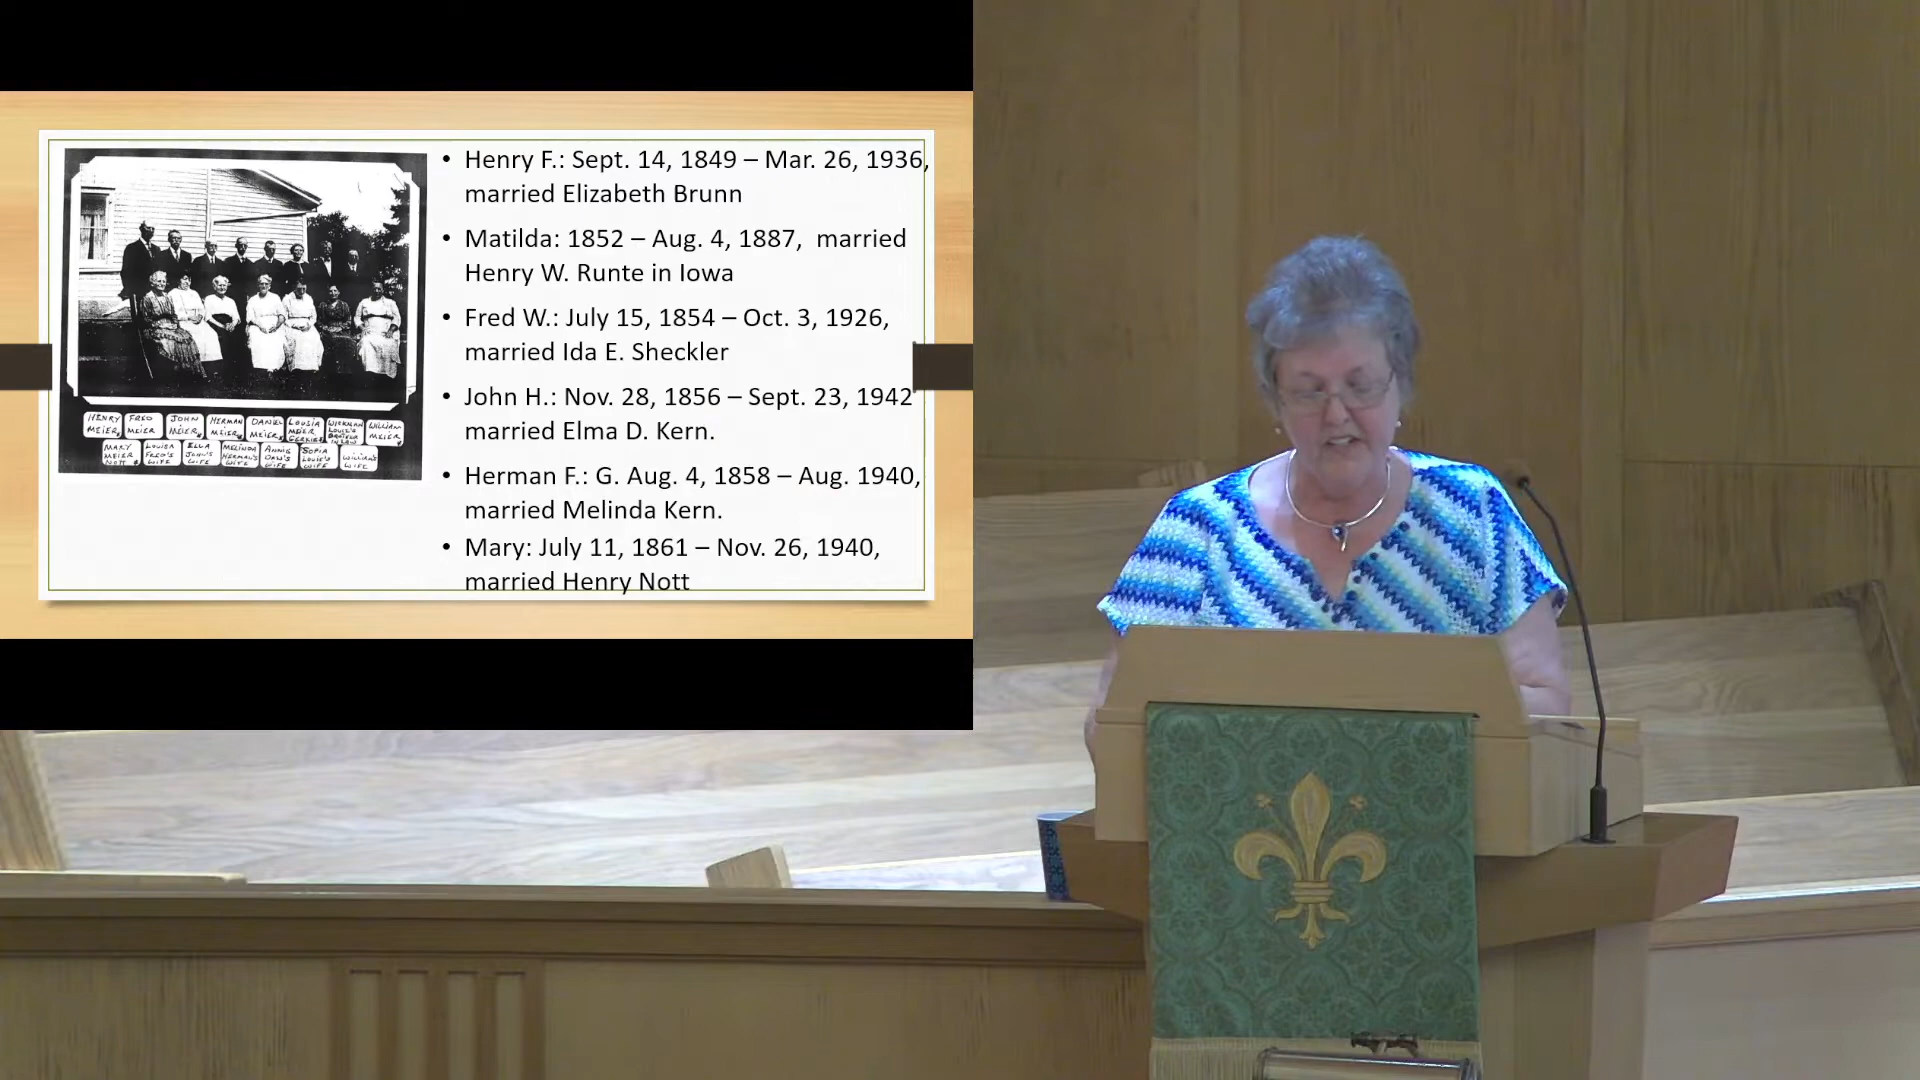 • Henry F.: Sept. 14, 1849 – Mar. 26, 1936,
married Elizabeth Brunn
• Matilda: 1852 – Aug. 4, 1887, married
Henry W. Runte in Iowa
• Fred W.: July 15, 1854 – Oct. 3, 1926,
married Ida E. Sheckler
• John H.: Nov. 28, 1856 – Sept. 23, 1942
married Elma D. Kern.
• Herman F.: G. Aug. 4, 1858 – Aug. 1940,
married Melinda Kern.
• Mary: July 11, 1861 – Nov. 26, 1940,
married Henry Nott
HENRY MEIER FRED MEIER JOHN MEIER HERMAN MEIER DANIEL MEIER LOUSIA MEIER WILLIAM MEIER
MARY MEIER NOTT LOUISA FRED'S WIFE ELLA JOHN'S WIFE MELINDA HERMAN'S WIFE ANNIE DAN'S WIFE SOFIA LOUIE'S WIFE WILLIAM'S WIFE